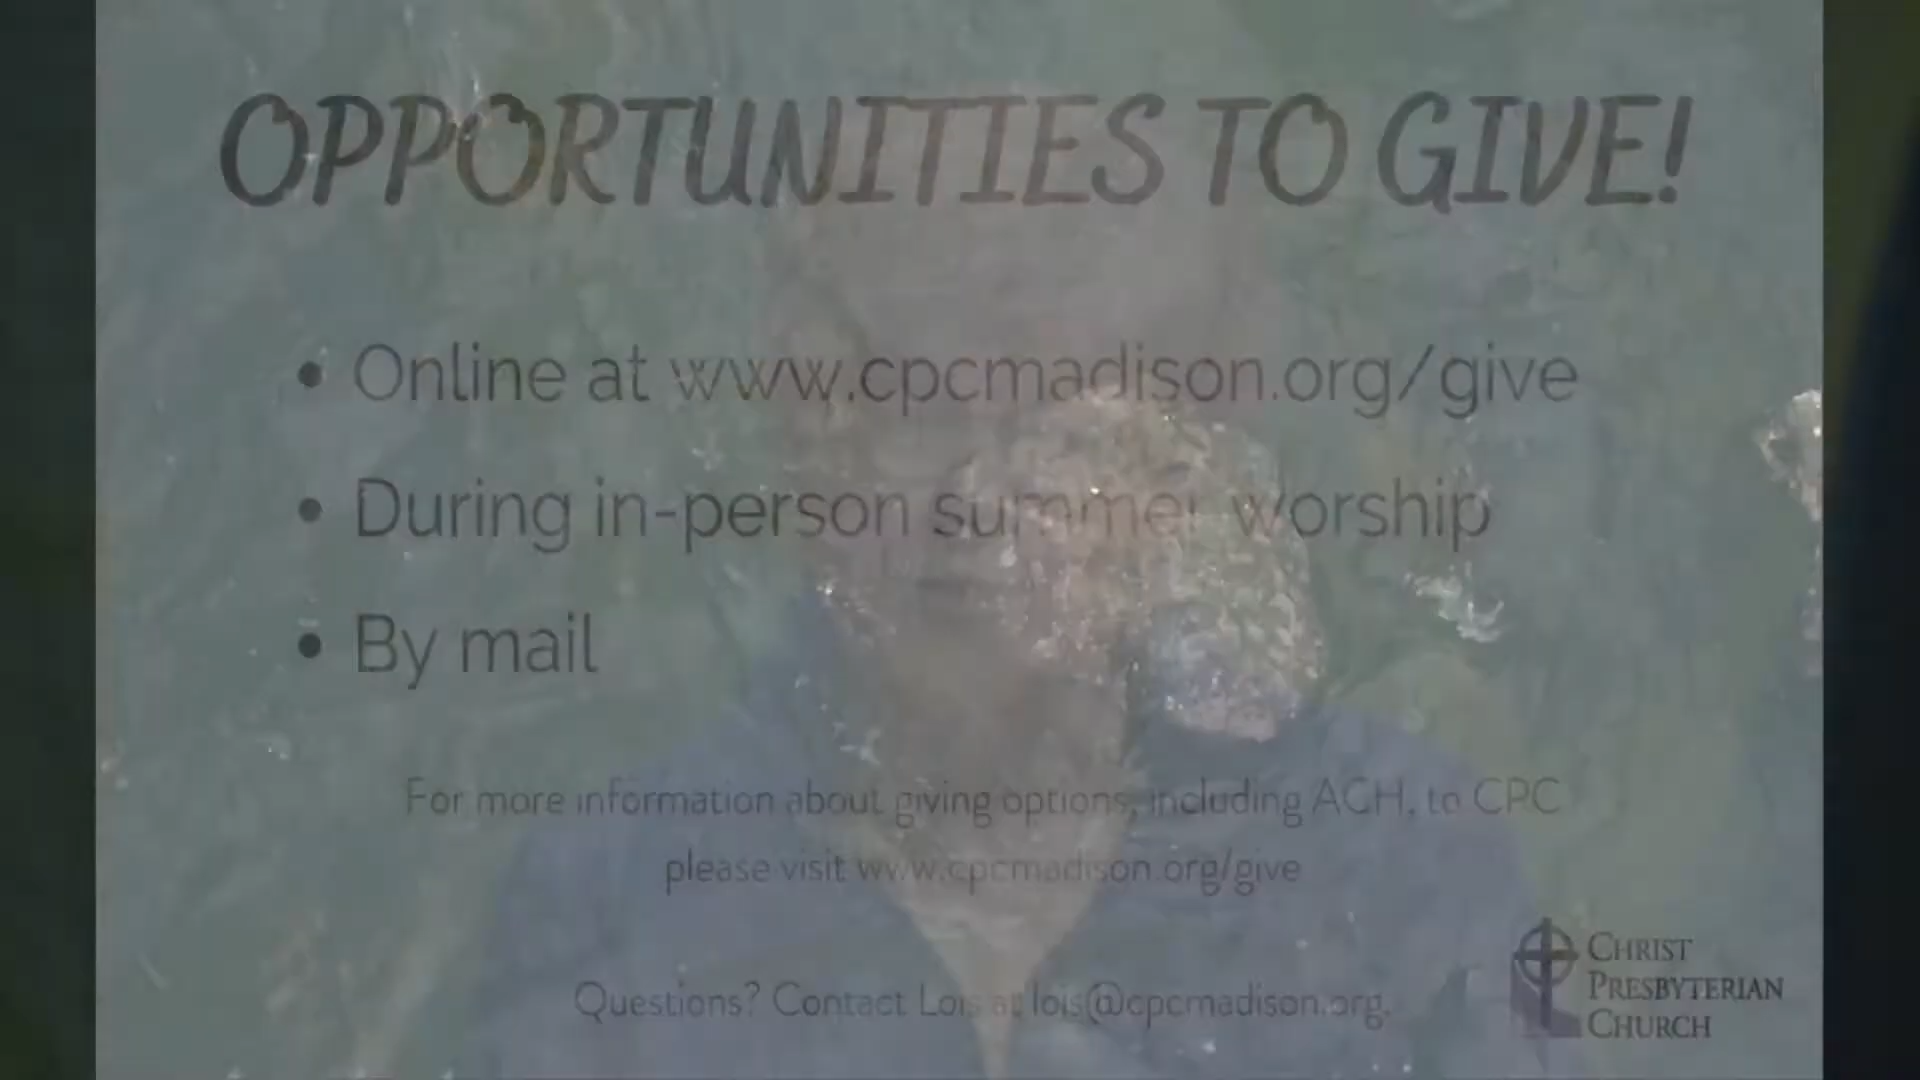 OPPORTUNITIES TO GIVE!
• Online at www.cpcmadison.org/give
• During in-person summer worship
• By mail
For more information about giving options, including ACH, to CPC
please visit www.cpcmadison.org/give
Questions? Contact Lois at lois@cpcmadison.org.
CHRIST
PRESBYTERIAN
CHURCH